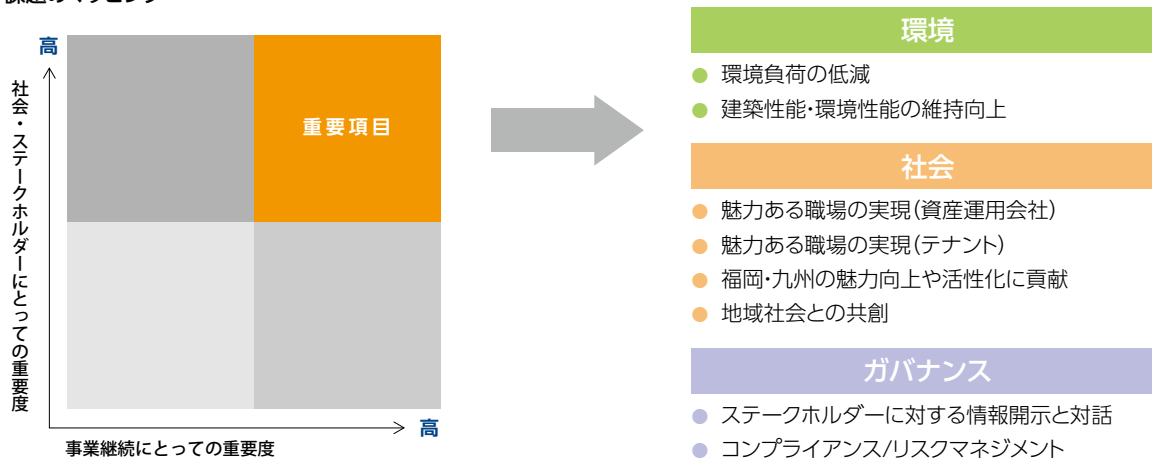 高
社会・ステークホルダーにとっての重要度
重要項目
事業継続にとっての重要度
高
環境
● 環境負荷の低減
● 建築性能・環境性能の維持向上
社会
● 魅力ある職場の実現(資産運用会社)
● 魅力ある職場の実現(テナント)
● 福岡・九州の魅力向上や活性化に貢献
● 地域社会との共創
ガバナンス
● ステークホルダーに対する情報開示と対話
● コンプライアンス/リスクマネジメント